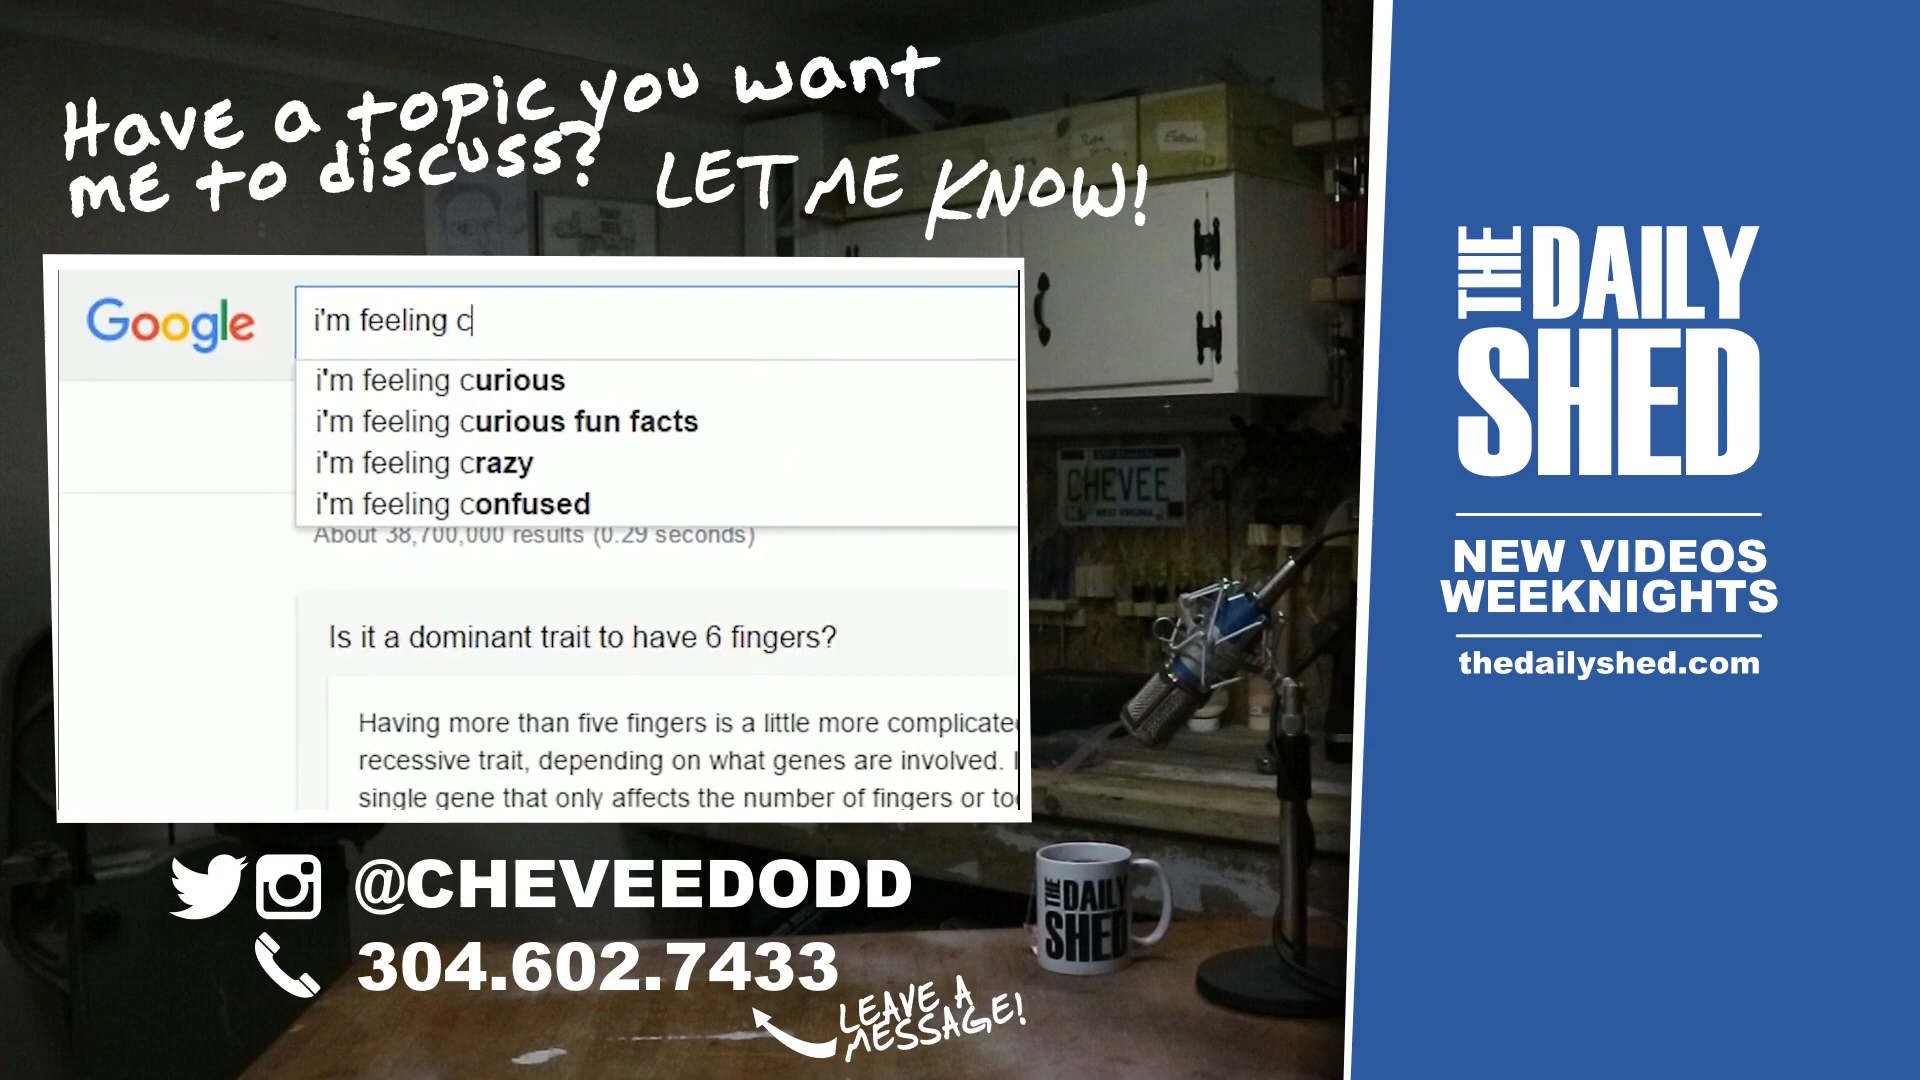 Have a topic you want
me to discuss? LET ME KNOW!
Google
i'm feeling c
i'm feeling curious
i'm feeling curious fun facts
i'm feeling crazy
i'm feeling confused
About 38,700,000 results (0.29 seconds)
Is it a dominant trait to have 6 fingers?
Having more than five fingers is a little more complicate
recessive trait, depending on what genes are involved.
single gene that only affects the number of fingers or to
@CHEVEEDODD
304.602.7433
LEAVE A
MESSAGE!
CHEVEE
WEST VIRGINIA
THE DAILY
SHED
THE DAILY
SHED
NEW VIDEOS
WEEKNIGHTS
thedailyshed.com